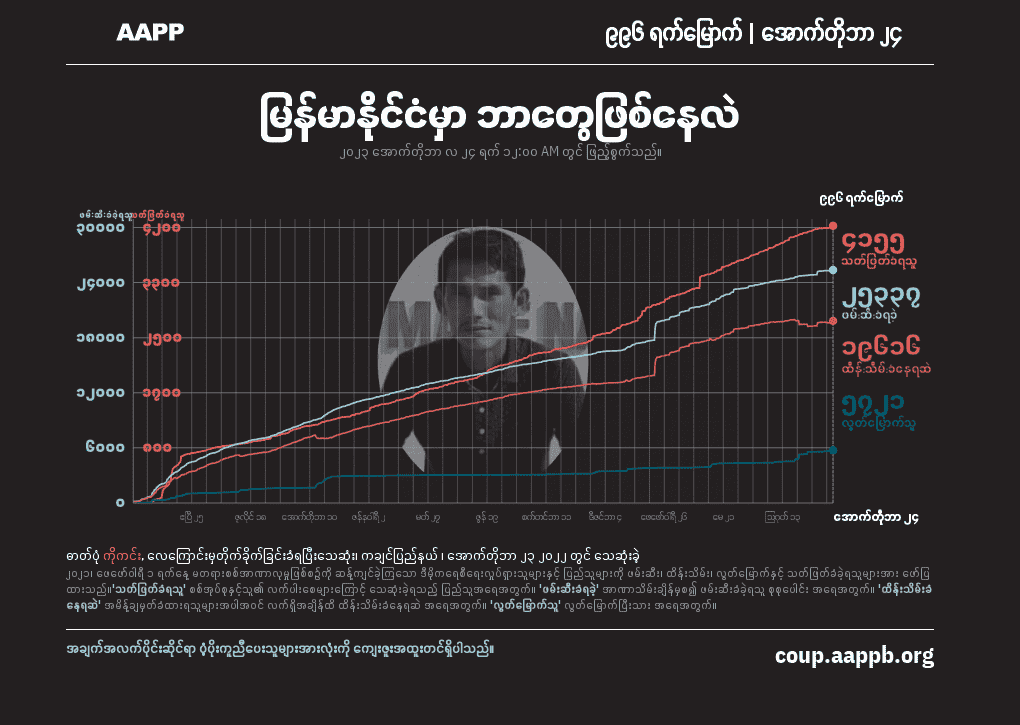 AAPP
၉၉၆ ရက်မြောက် | အောက်တိုဘာ ၂၄
မြန်မာနိုင်ငံမှာ ဘာတွေဖြစ်နေလဲ
၂၀၂၃ အောက်တိုဘာ လ ၂၄ ရက် ၁၂:၀၀ AM တွင် ဖြည့်စွက်သည်။
၉၉၆ ရက်မြောက်
ဖမ်းဆီးခံခဲ့ရသူ သတ်ဖြတ်ခံရသူ
၃၀၀၀၀ ၄၂၀၀
၄၁၅၅
သတ်ဖြတ်ခံရသူ
၂၄၀၀၀ ၃၃၀၀
၂၅၃၃၇
ဖမ်းဆီးခံရခဲ့
၁၈၀၀၀ ၂၅၀၀
၁၉၆၁၆
ထိန်းသိမ်းခံနေရဆဲ
၁၂၀၀၀ ၁၇၀၀
၅၇၂၁
လွတ်မြောက်သူ
၆၀၀၀ ၈၀၀
၀
ဧပြီ ၂၅ ဇူလိုင် ၁၈ အောက်တိုဘာ ၁၀ ဇန်နဝါရီ ၂ မတ် ၂၇ ဇွန် ၁၉ စက်တင်ဘာ ၁၁ ဒီဇင်ဘာ ၄ ဖေဖော်ဝါရီ ၂၆ မေ ၂၁ ဩဂုတ် ၁၃ အောက်တိုဘာ ၂၄
ဓာတ်ပုံ ကိုကင်း, လေကြောင်းမှတိုက်ခိုက်ခြင်းခံရပြီးသေဆုံး၊ ကချင်ပြည်နယ် ၊ အောက်တိုဘာ ၂၃ ၂၀၂၂ တွင် သေဆုံးခဲ့
၂၀၂၁၊ ဖေဖော်ဝါရီ ၁ ရက်နေ့ မတရားစစ်အာဏာလုမှုဖြစ်စဉ်ကို ဆန့်ကျင်ခဲ့ကြသော ဒီမိုကရေစီရေးလှုပ်ရှားသူများနှင့် ပြည်သူများကို ဖမ်းဆီး၊ ထိန်းသိမ်း၊ လွတ်မြောက်နှင့် သတ်ဖြတ်ခံခဲ့ရသူများအား ဖော်ပြ
ထားသည်။'သတ်ဖြတ်ခံရသူ' စစ်အုပ်စုနှင့်သူ၏ လက်ပါးစေများကြောင့် သေဆုံးခဲ့ရသည့် ပြည်သူအရေအတွက်။ 'ဖမ်းဆီးခံရခဲ့' အာဏာသိမ်းချိန်မှစ၍ ဖမ်းဆီးခံခဲ့ရသူ စုစုပေါင်း အရေအတွက်။ 'ထိန်းသိမ်းခံ
နေရဆဲ' အမိန့်ချမှတ်ခံထားရသူများအပါအဝင် လက်ရှိအချိန်ထိ ထိန်းသိမ်းခံနေရဆဲ အရေအတွက်။ 'လွတ်မြောက်သူ' လွတ်မြောက်ပြီးသား အရေအတွက်။
အချက်အလက်ပိုင်းဆိုင်ရာ ပံ့ပိုးကူညီပေးသူများအားလုံးကို ကျေးဇူးအထူးတင်ရှိပါသည်။
coup.aappb.org